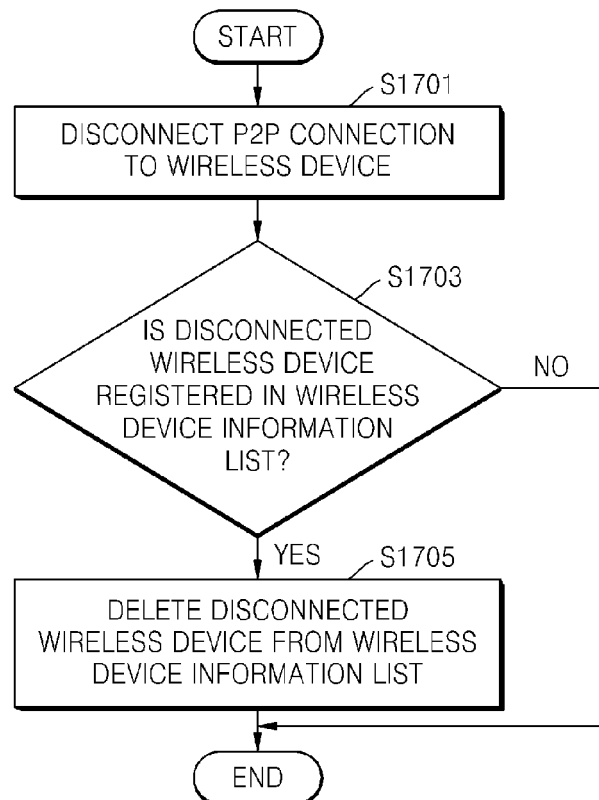 START
S1701
DISCONNECT P2P CONNECTION
TO WIRELESS DEVICE
S1703
IS DISCONNECTED
WIRELESS DEVICE
REGISTERED IN WIRELESS
DEVICE INFORMATION
LIST?
NO
YES
S1705
DELETE DISCONNECTED
WIRELESS DEVICE FROM WIRELESS
DEVICE INFORMATION LIST
END